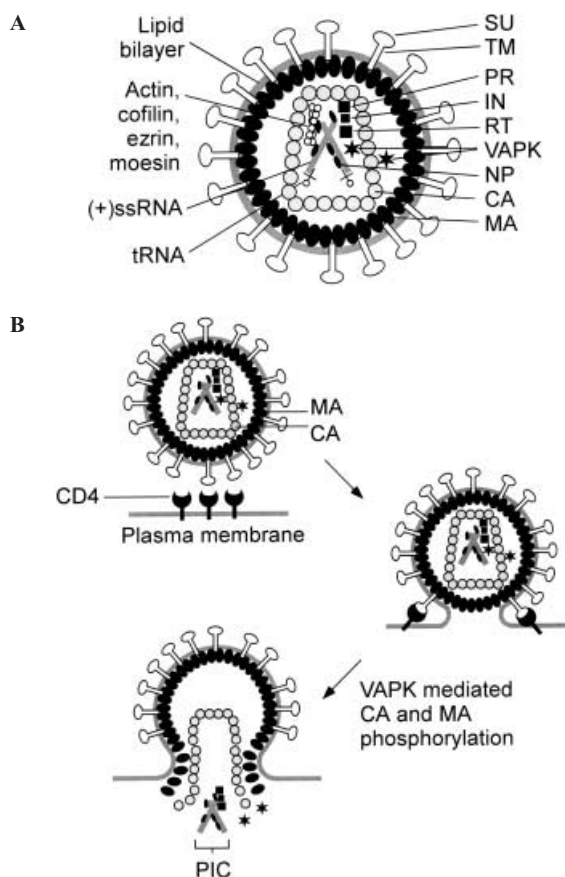 A
Lipid
bilayer
Actin,
cofilin,
ezrin,
moesin
(+)ssRNA
tRNA
SU
TM
PR
IN
RT
VAPK
NP
CA
MA
B
MA
CA
CD4
Plasma membrane
VAPK mediated
CA and MA
phosphorylation
PIC